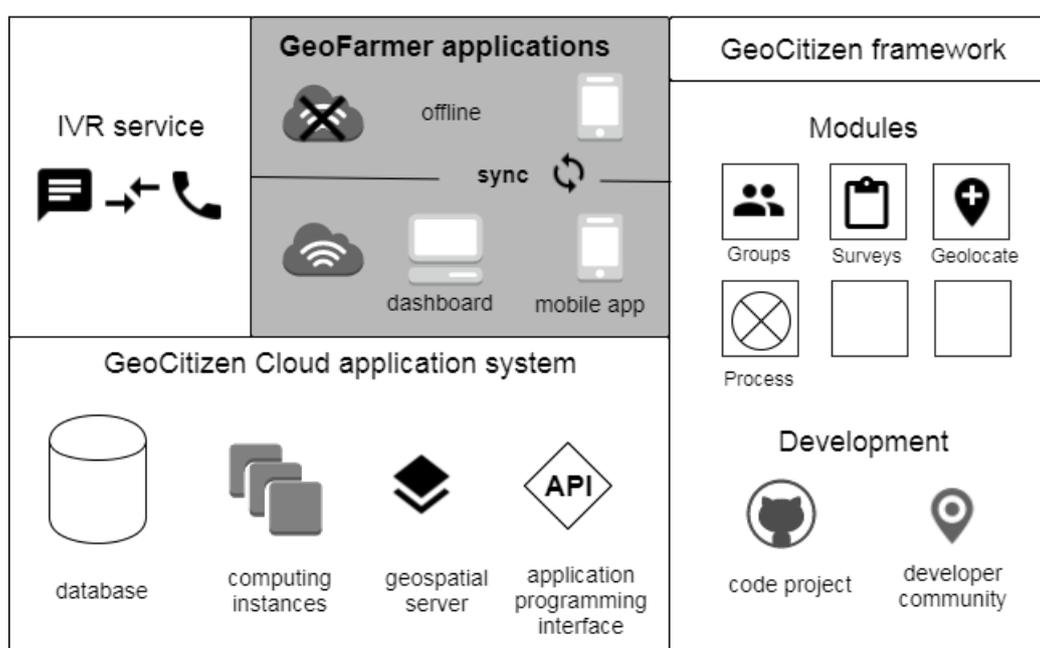 IVR service
GeoFarmer applications
offline
sync
dashboard
mobile app
GeoCitizen framework
Modules
Groups
Surveys
Geolocate
Process
Development
code project
developer
community
GeoCitizen Cloud application system
database
computing
instances
geospatial
server
API
application
programming
interface